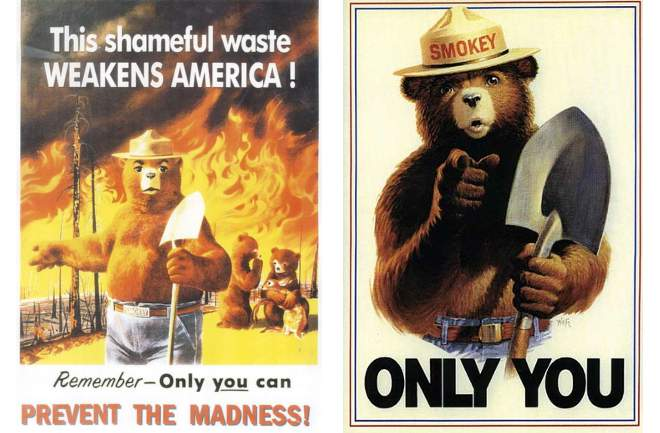 This shameful waste
WEAKENS AMERICA!
Remember—Only you can
PREVENT THE MADNESS!
SMOKEY
ONLY YOU